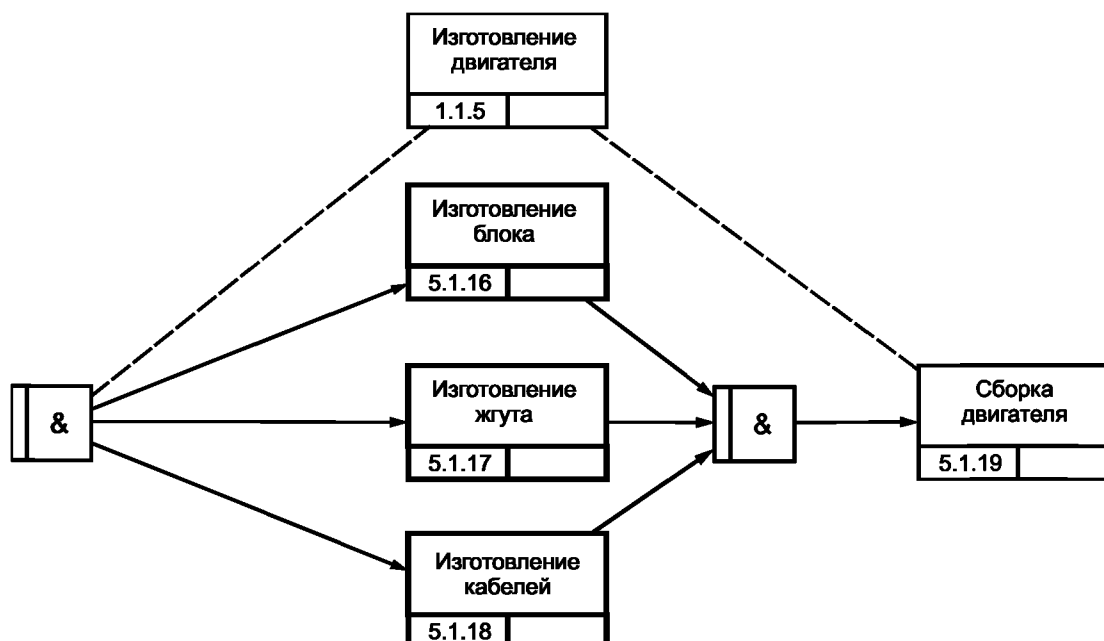 Изготовление
двигателя
1.1.5
Изготовление
блока
5.1.16
&
Изготовление
жгута
5.1.17
&
Сборка
двигателя
5.1.19
Изготовление
кабелей
5.1.18